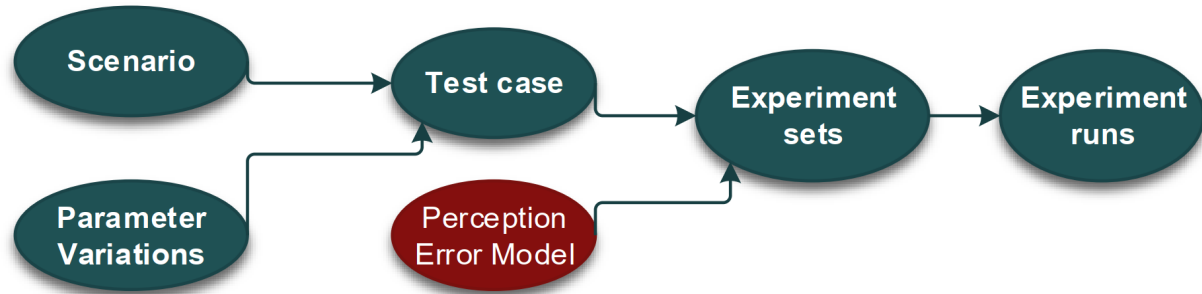 Scenario
Test case
Experiment
sets
Experiment
runs
Parameter
Variations
Perception
Error Model